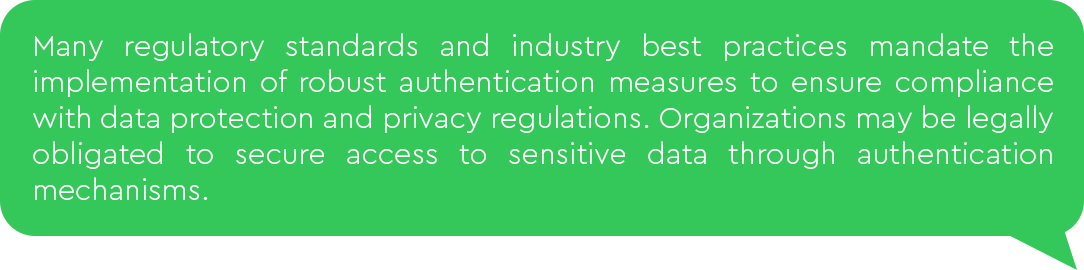 Many regulatory standards and industry best practices mandate the
implementation of robust authentication measures to ensure compliance
with data protection and privacy regulations. Organizations may be legally
obligated to secure access to sensitive data through authentication
mechanisms.